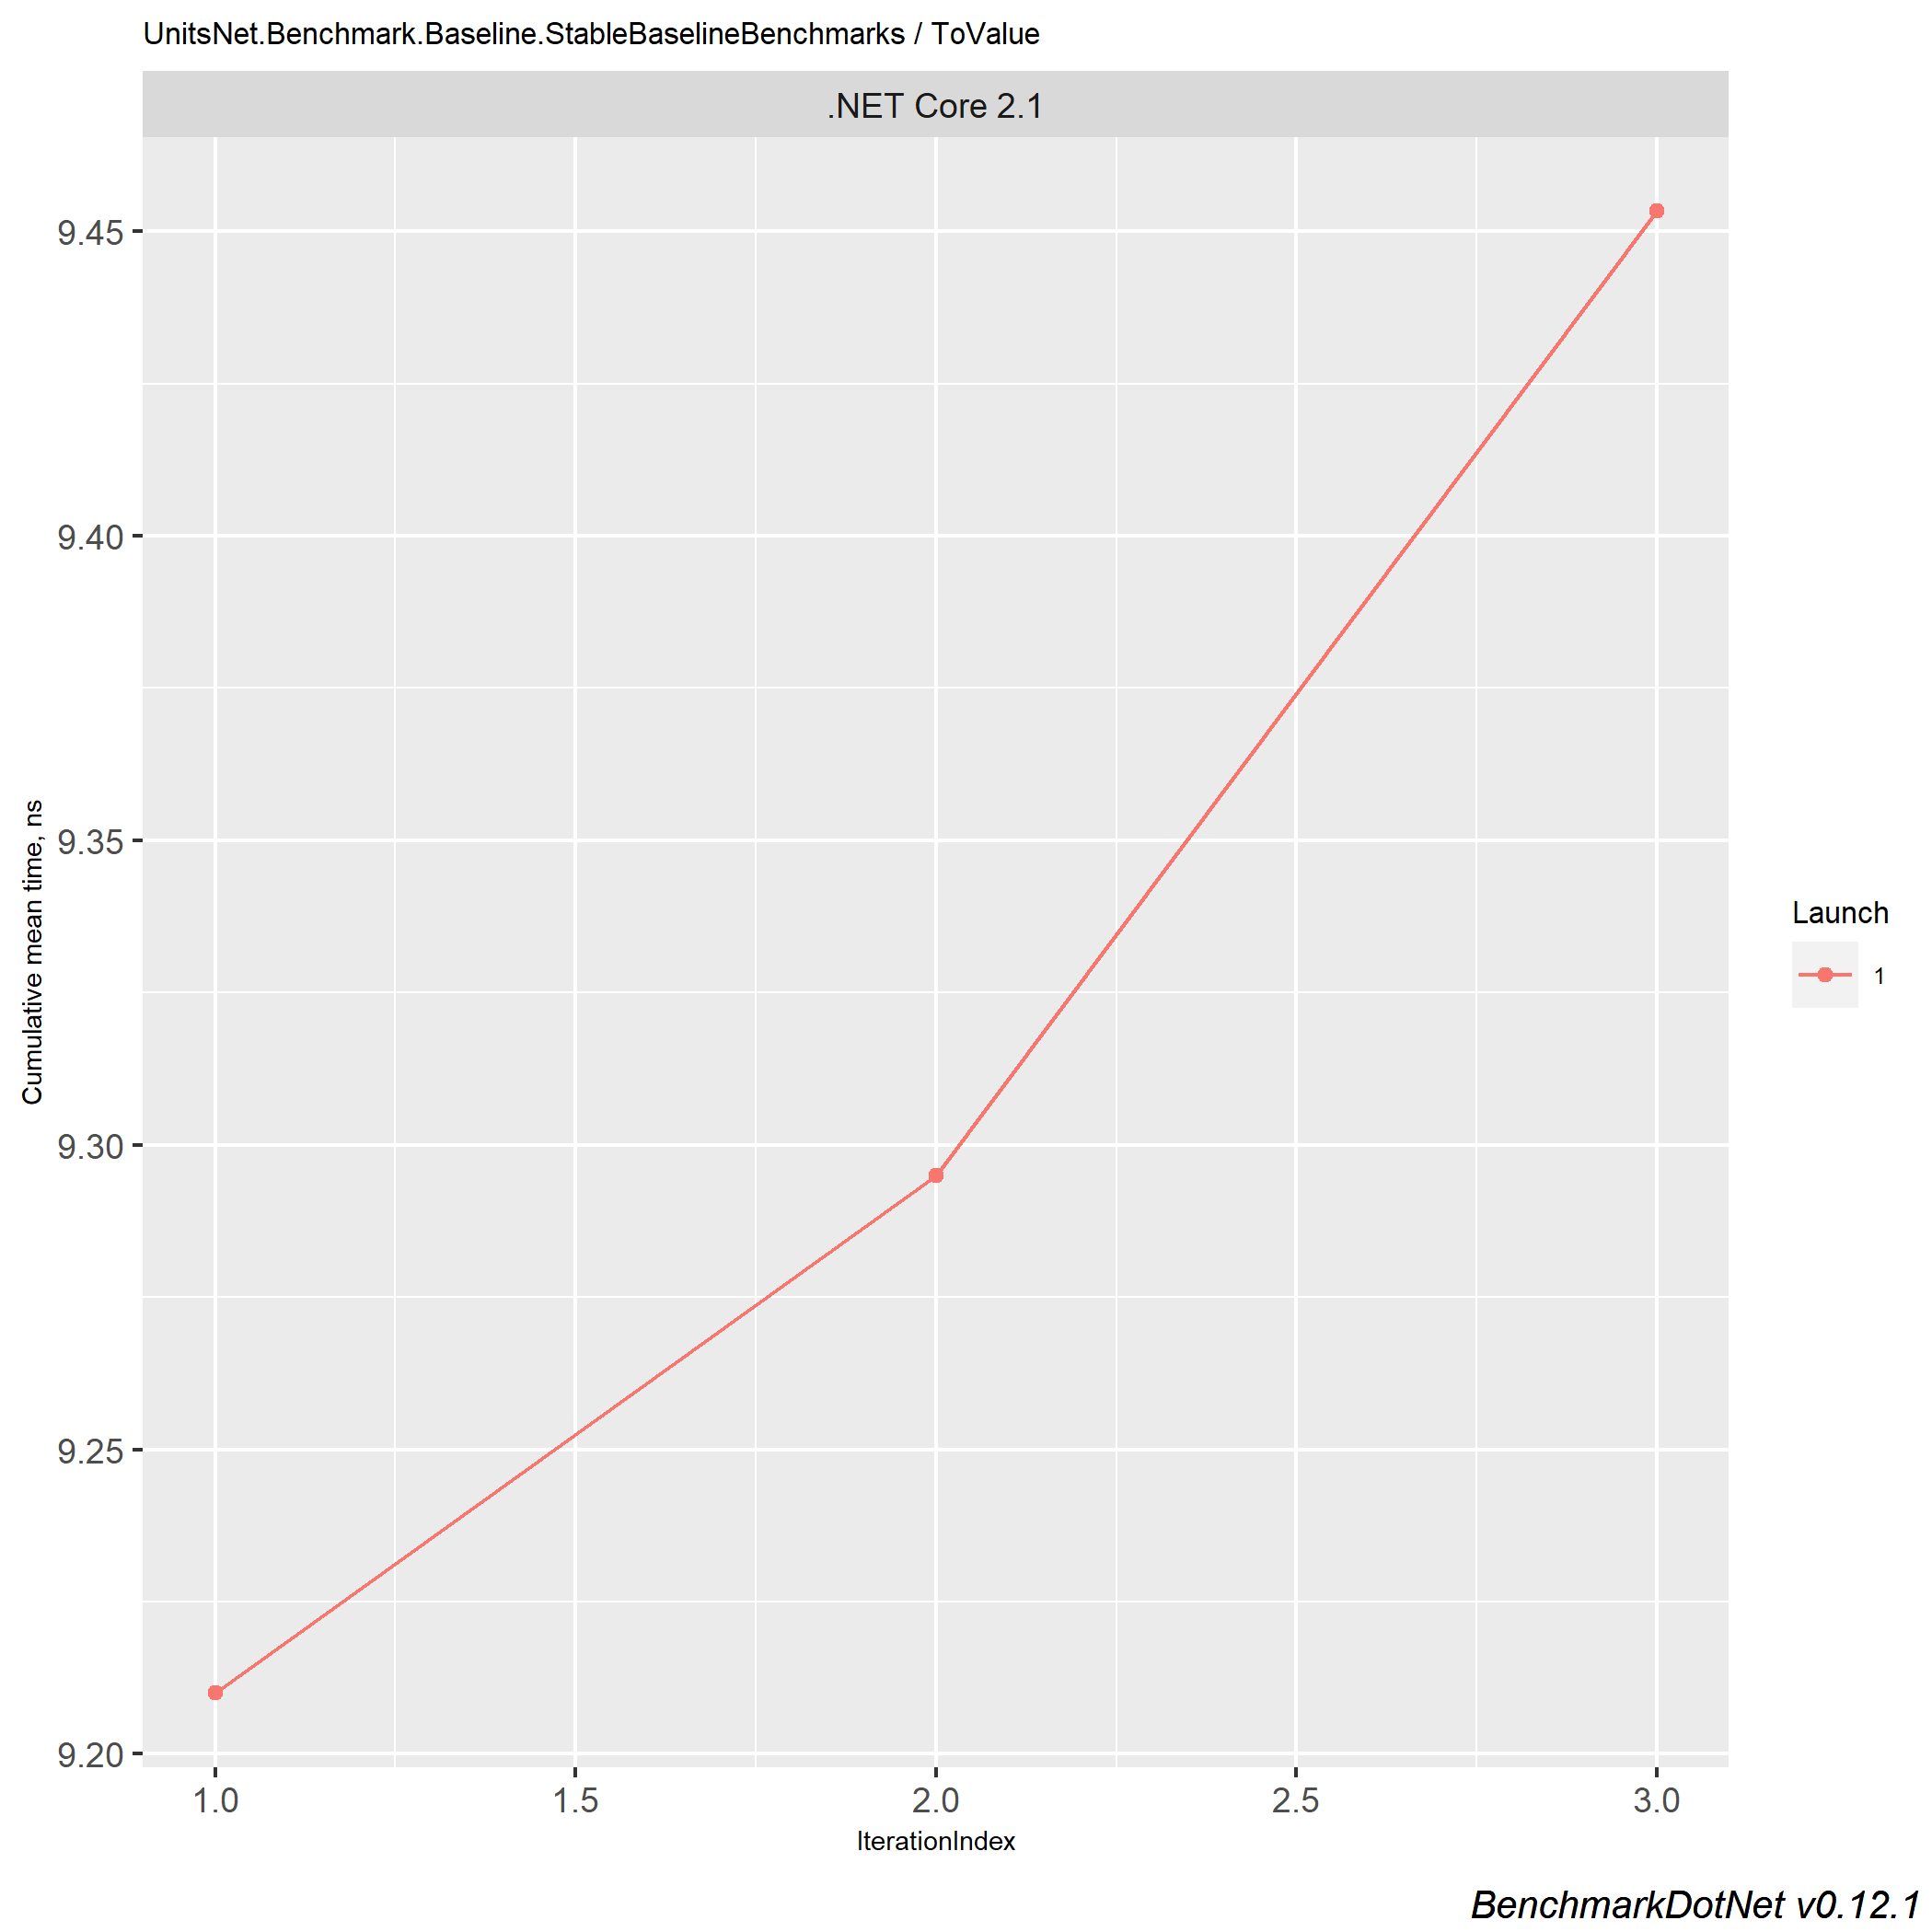 UnitsNet.Benchmark.Baseline.StableBaselineBenchmarks / ToValue
.NET Core 2.1
Cumulative mean time, ns
9.45
9.40
9.35
9.30
9.25
9.20
1.0 1.5 2.0 2.5 3.0
IterationIndex
Launch
1
BenchmarkDotNet v0.12.1